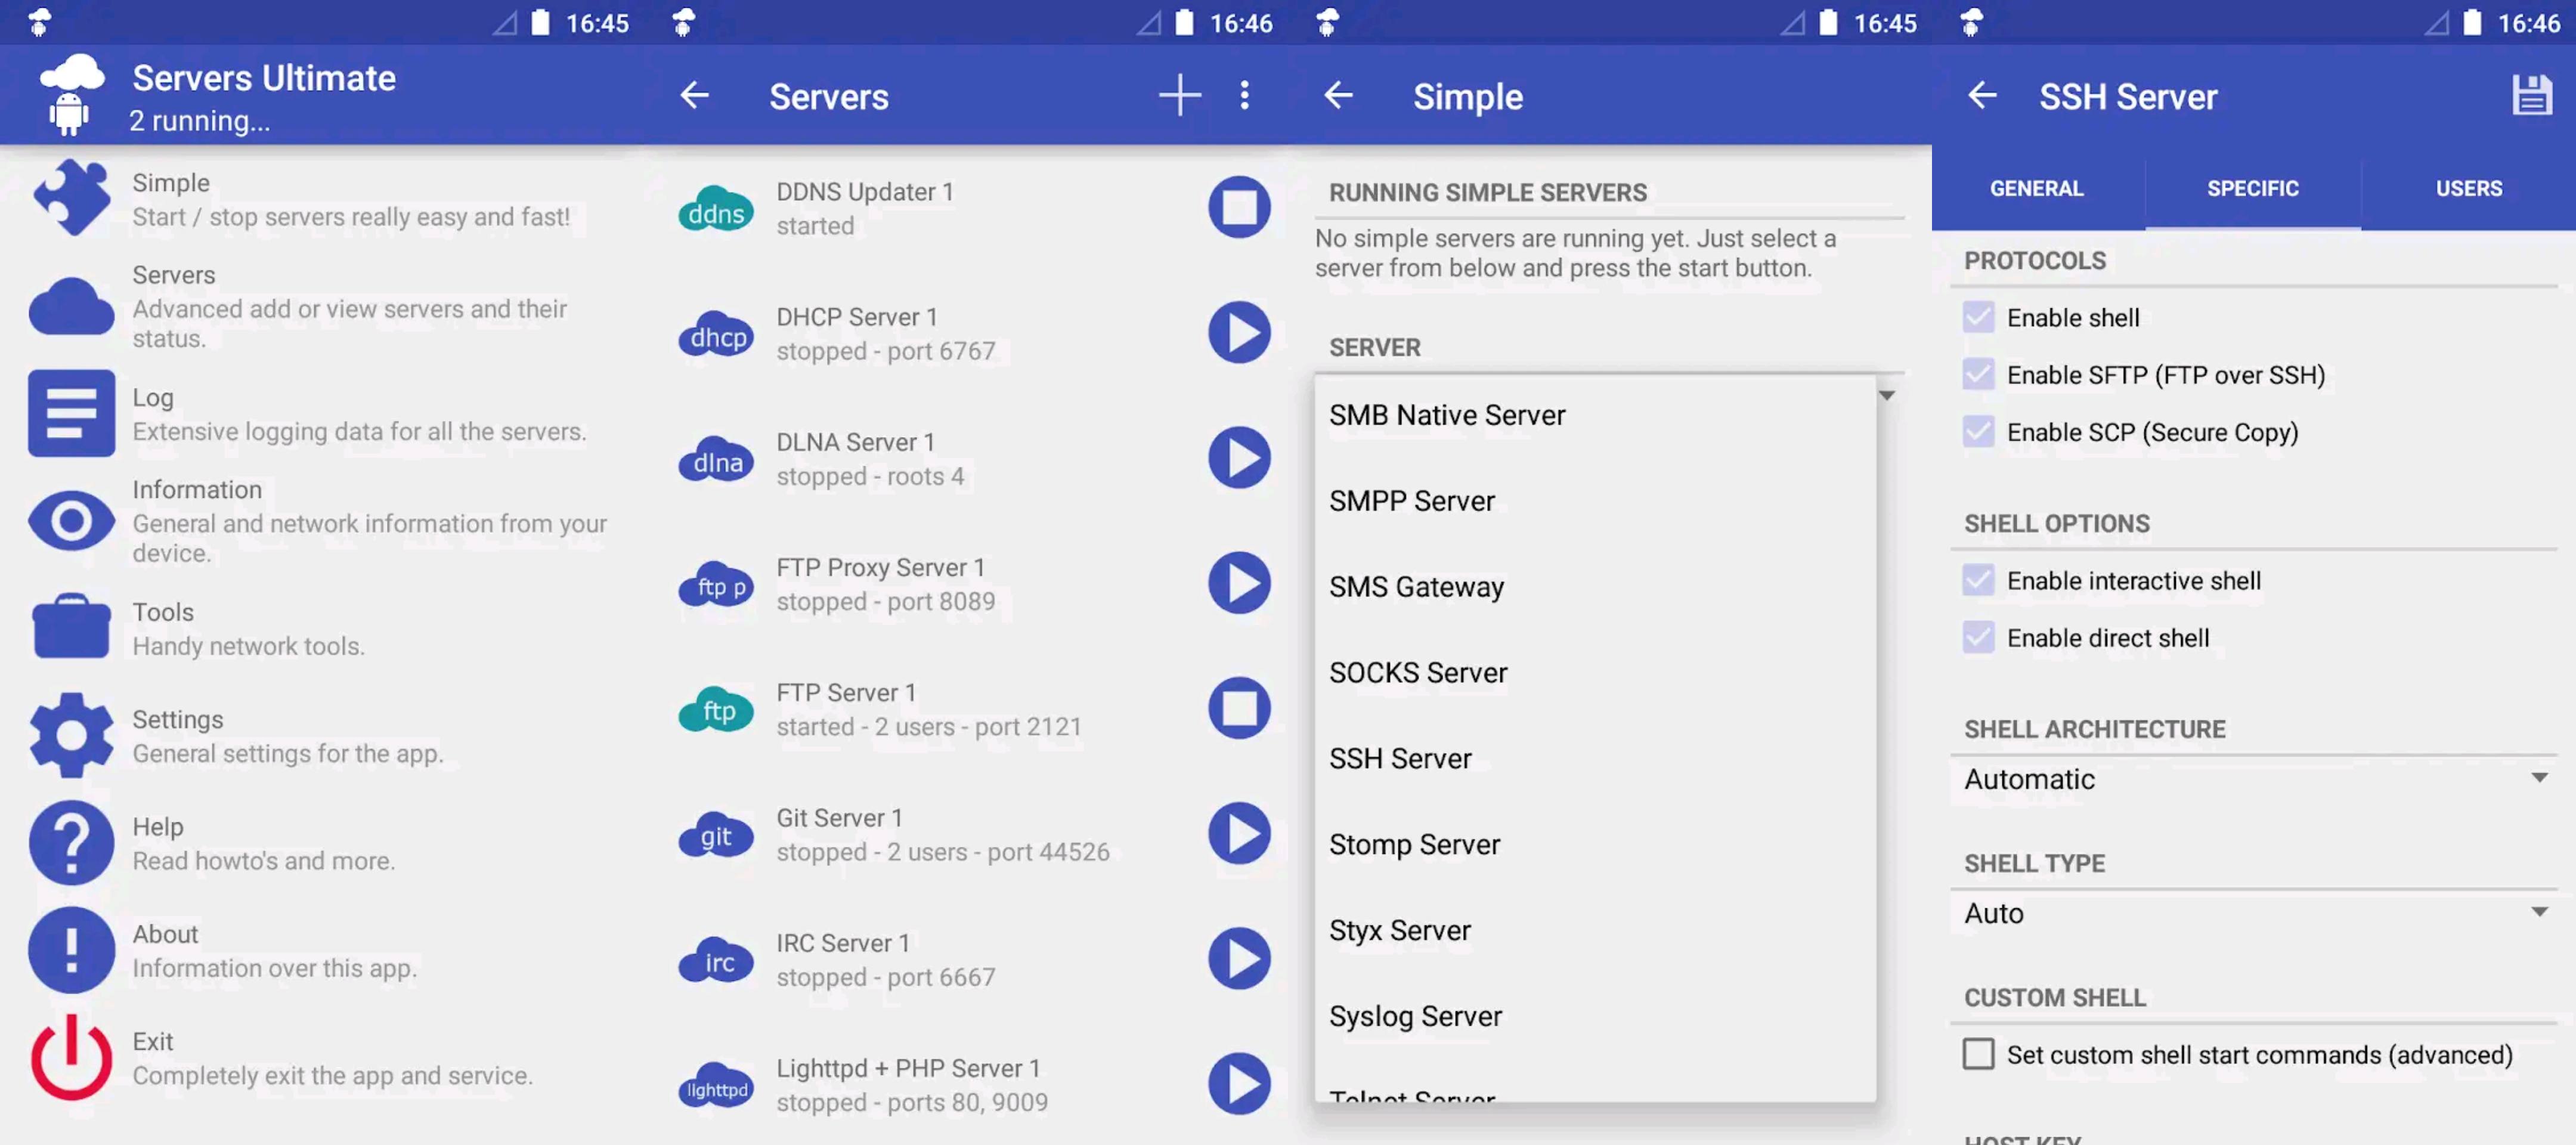 16:45
Servers Ultimate
2 running...
Simple
Start / stop servers really easy and fast!
Servers
Advanced add or view servers and their
status.
Log
Extensive logging data for all the servers.
Information
General and network information from your
device.
Tools
Handy network tools.
Settings
General settings for the app.
Help
Read howto's and more.
About
Information over this app.
Exit
Completely exit the app and service.
16:46
Servers
ddns
DDNS Updater 1
started
dhcp
DHCP Server 1
stopped - port 6767
dlna
DLNA Server 1
stopped - roots 4
ftp p
FTP Proxy Server 1
stopped - port 8089
ftp
FTP Server 1
started - 2 users - port 2121
git
Git Server 1
stopped - 2 users - port 44526
irc
IRC Server 1
stopped - port 6667
lighttpd
Lighttpd + PHP Server 1
stopped - ports 80, 9009
16:45
Simple
RUNNING SIMPLE SERVERS
No simple servers are running yet. Just select a
server from below and press the start button.
SERVER
SMB Native Server
SMPP Server
SMS Gateway
SOCKS Server
SSH Server
Stomp Server
Styx Server
Syslog Server
Telnet Server
16:46
SSH Server
GENERAL
SPECIFIC
USERS
PROTOCOLS
Enable shell
Enable SFTP (FTP over SSH)
Enable SCP (Secure Copy)
SHELL OPTIONS
Enable interactive shell
Enable direct shell
SHELL ARCHITECTURE
Automatic
SHELL TYPE
Auto
CUSTOM SHELL
Set custom shell start commands (advanced)
HOST KEY